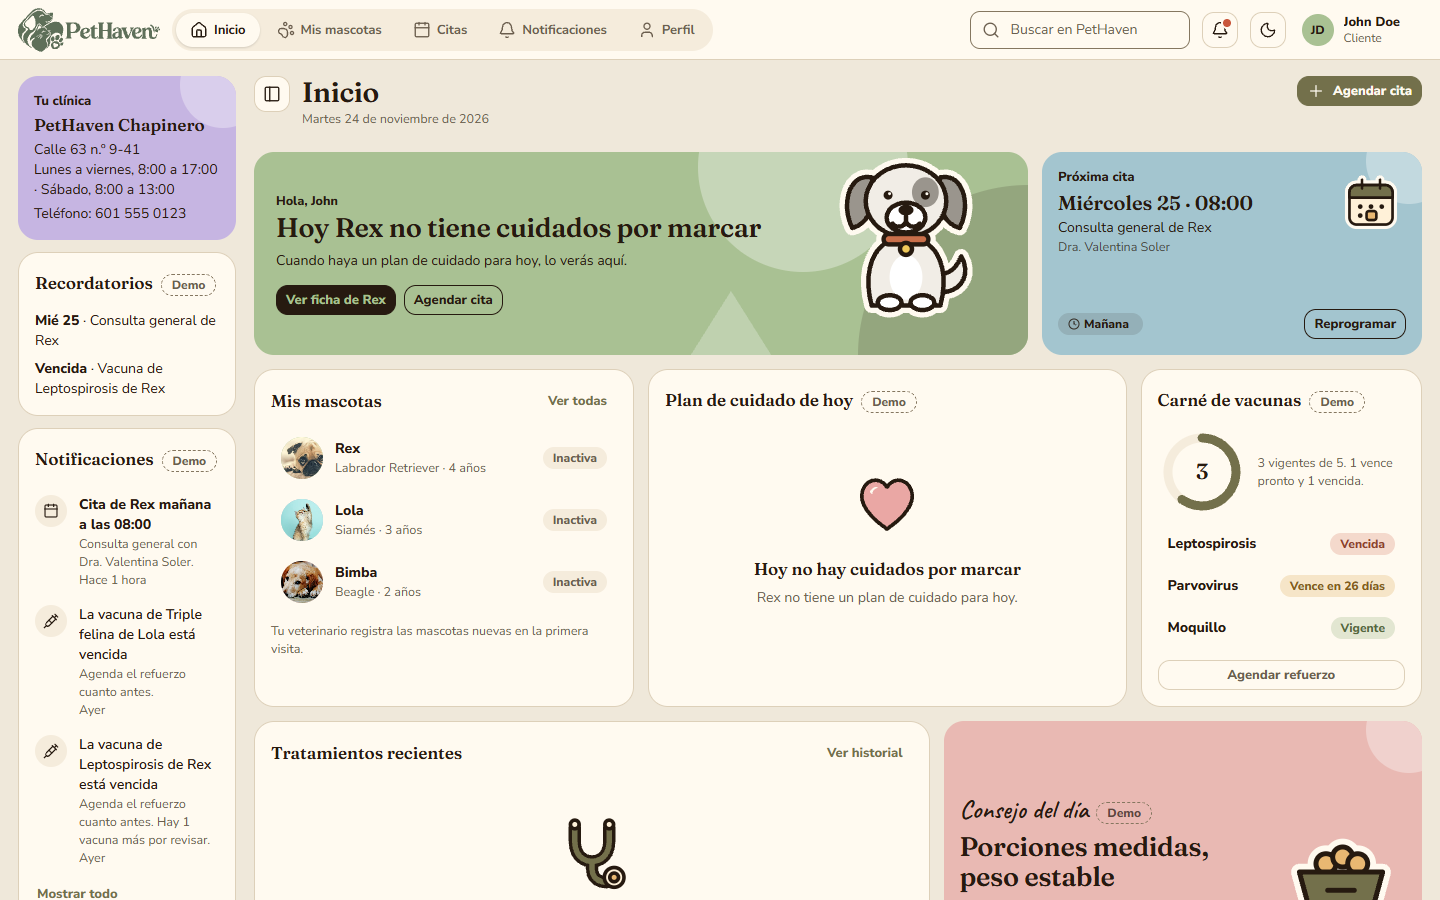 PetHaven
Inicio
Mis mascotas
Citas
Notificaciones
Perfil
Buscar en PetHaven
JD
John Doe
Cliente
Tu clínica
PetHaven Chapinero
Calle 63 n.º 9-41
Lunes a viernes, 8:00 a 17:00
· Sábado, 8:00 a 13:00
Teléfono: 601 555 0123
Recordatorios
Demo
Mié 25 · Consulta general de
Rex
Vencida · Vacuna de
Leptospirosis de Rex
Notificaciones
Demo
Cita de Rex mañana
a las 08:00
Consulta general con
Dra. Valentina Soler.
Hace 1 hora
La vacuna de Triple
felina de Lola está
vencida
Agenda el refuerzo
cuanto antes.
Ayer
La vacuna de
Leptospirosis de Rex
está vencida
Agenda el refuerzo
cuanto antes. Hay 1
vacuna más por revisar.
Ayer
Mostrar todo
Inicio
Martes 24 de noviembre de 2026
Agendar cita
Hola, John
Hoy Rex no tiene cuidados por marcar
Cuando haya un plan de cuidado para hoy, lo verás aquí.
Ver ficha de Rex
Agendar cita
Próxima cita
Miércoles 25 · 08:00
Consulta general de Rex
Dra. Valentina Soler
Mañana
Reprogramar
Mis mascotas
Ver todas
Rex
Labrador Retriever · 4 años
Inactiva
Lola
Siamés · 3 años
Inactiva
Bimba
Beagle · 2 años
Inactiva
Tu veterinario registra las mascotas nuevas en la primera
visita.
Plan de cuidado de hoy
Demo
Hoy no hay cuidados por marcar
Rex no tiene un plan de cuidado para hoy.
Carné de vacunas
Demo
3
3 vigentes de 5. 1 vence
pronto y 1 vencida.
Leptospirosis
Vencida
Parvovirus
Vence en 26 días
Moquillo
Vigente
Agendar refuerzo
Tratamientos recientes
Ver historial
Consejo del día
Demo
Porciones medidas,
peso estable